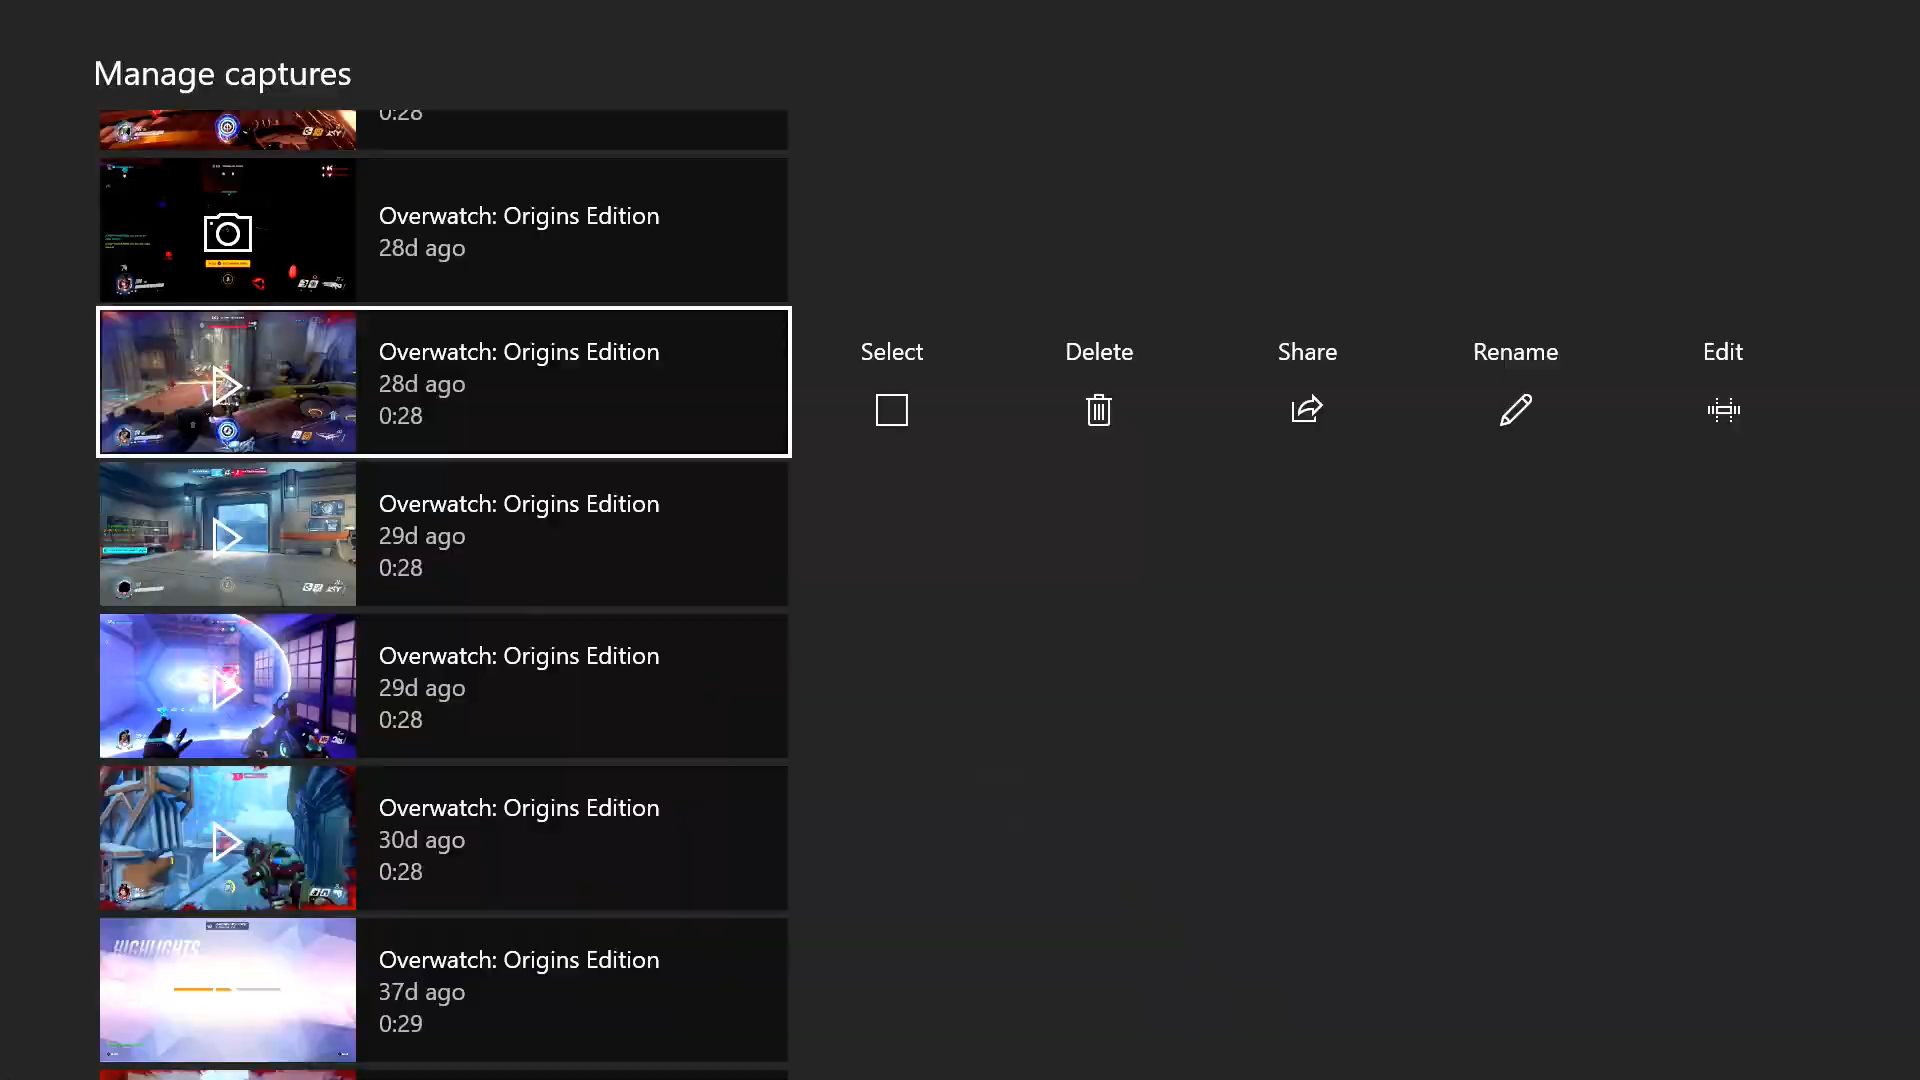 Manage captures
0:28
Overwatch: Origins Edition
28d ago
Overwatch: Origins Edition
28d ago
0:28
Select
Delete
Share
Rename
Edit
Overwatch: Origins Edition
29d ago
0:28
Overwatch: Origins Edition
29d ago
0:28
Overwatch: Origins Edition
30d ago
0:28
HIGHLIGHTS
Overwatch: Origins Edition
37d ago
0:29